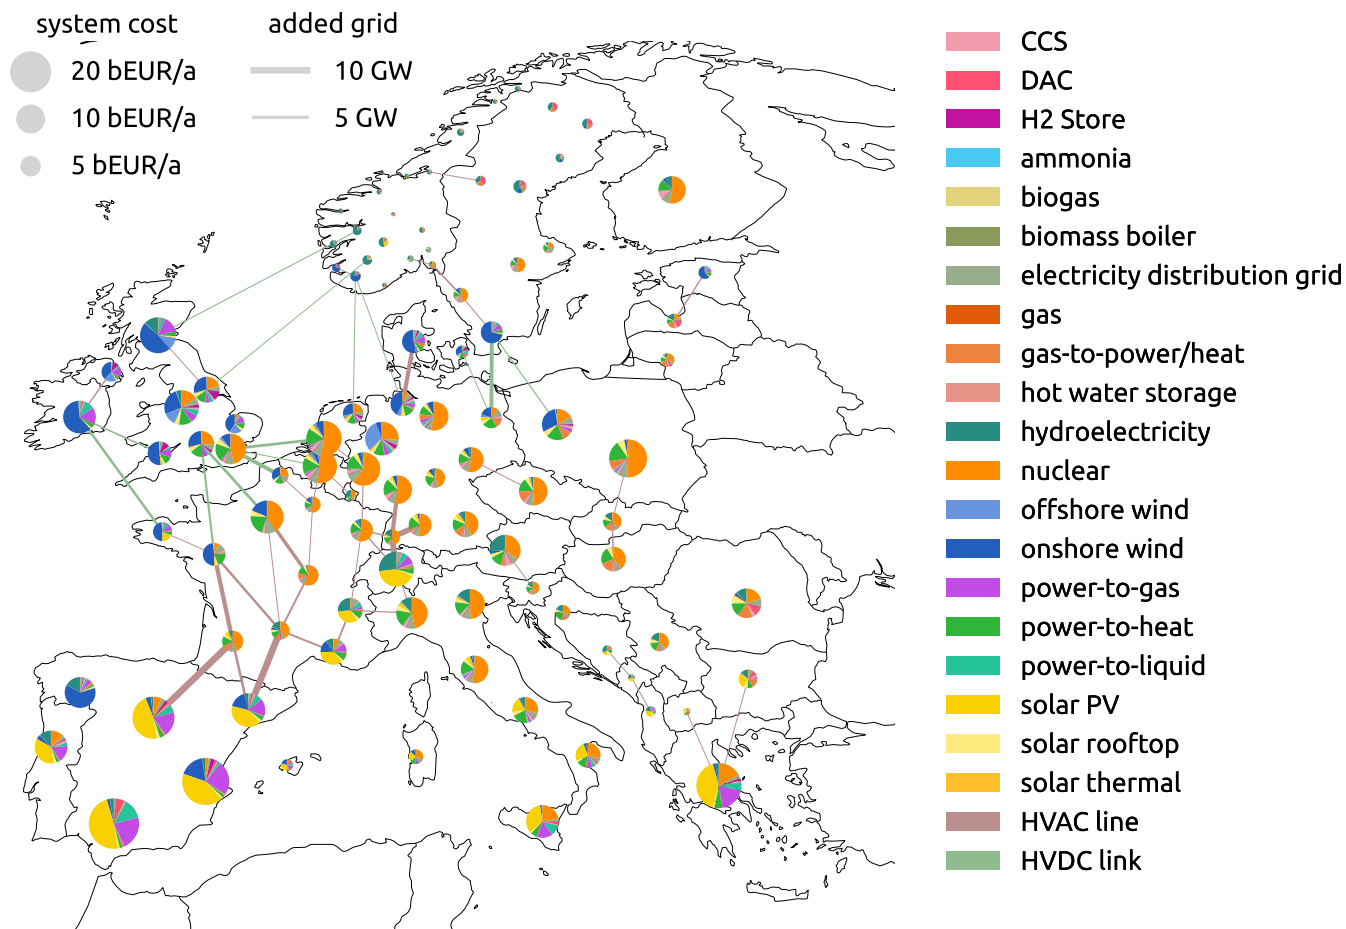 system cost
20 bEUR/a
10 bEUR/a
5 bEUR/a
added grid
10 GW
5 GW
CCS
DAC
H2 Store
ammonia
biogas
biomass boiler
electricity distribution grid
gas
gas-to-power/heat
hot water storage
hydroelectricity
nuclear
offshore wind
onshore wind
power-to-gas
power-to-heat
power-to-liquid
solar PV
solar rooftop
solar thermal
HVAC line
HVDC link